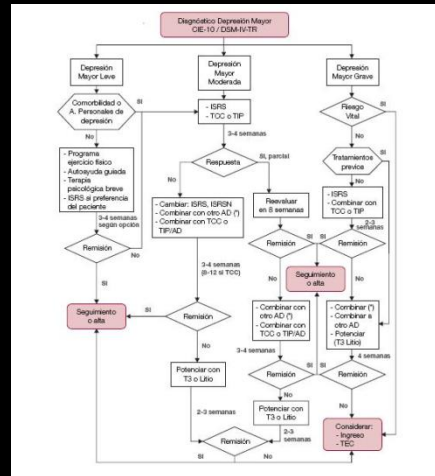 Diagnóstico Depresión Mayor
CIE-10 / DSM-IV-TR
Depresión
Mayor Leve
Depresión
Mayor
Moderada
Depresión
Mayor Grave
Comorbilidad o
A. Personales de
depresión
SI
No
- Programa
ejercicio físico
- Autoayuda guiada
- Terapia
psicológica breve
- ISRS si preferencia
del paciente
3-4 semanas
según opción
Remisión
No
SI
Seguimiento
o alta
- ISRS
- TCC o TIP
3-4 semanas
Respuesta
No
SI, parcial
- Cambiar: ISRS, ISRSN
- Combinar con otro AD (*)
- Combinar con TCC o
TIP/AD
3-4 semanas
(8-12 si TCC)
Remisión
SI
No
Potenciar con
T3 o Litio
2-3 semanas
Remisión
SI
No
Reevaluar
en 8 semanas
Remisión
SI
No
- Combinar con
otro AD (*)
- Combinar con
TCC o TIP/AD
3-4 semanas
Remisión
SI
No
Potenciar con
T3 o Litio
2-3
semanas
Seguimiento
o alta
Riesgo
Vital
SI
No
Tratamientos
previos
SI
No
- ISRS
- Combinar con
TCC o TIP
2-3
semanas
Remisión
SI
No
- Combinar (*)
- Combinar a
otro AD
- Potenciar
(T3 Litio)
4 semanas
Remisión
SI
No
Considerar:
- Ingreso
- TEC